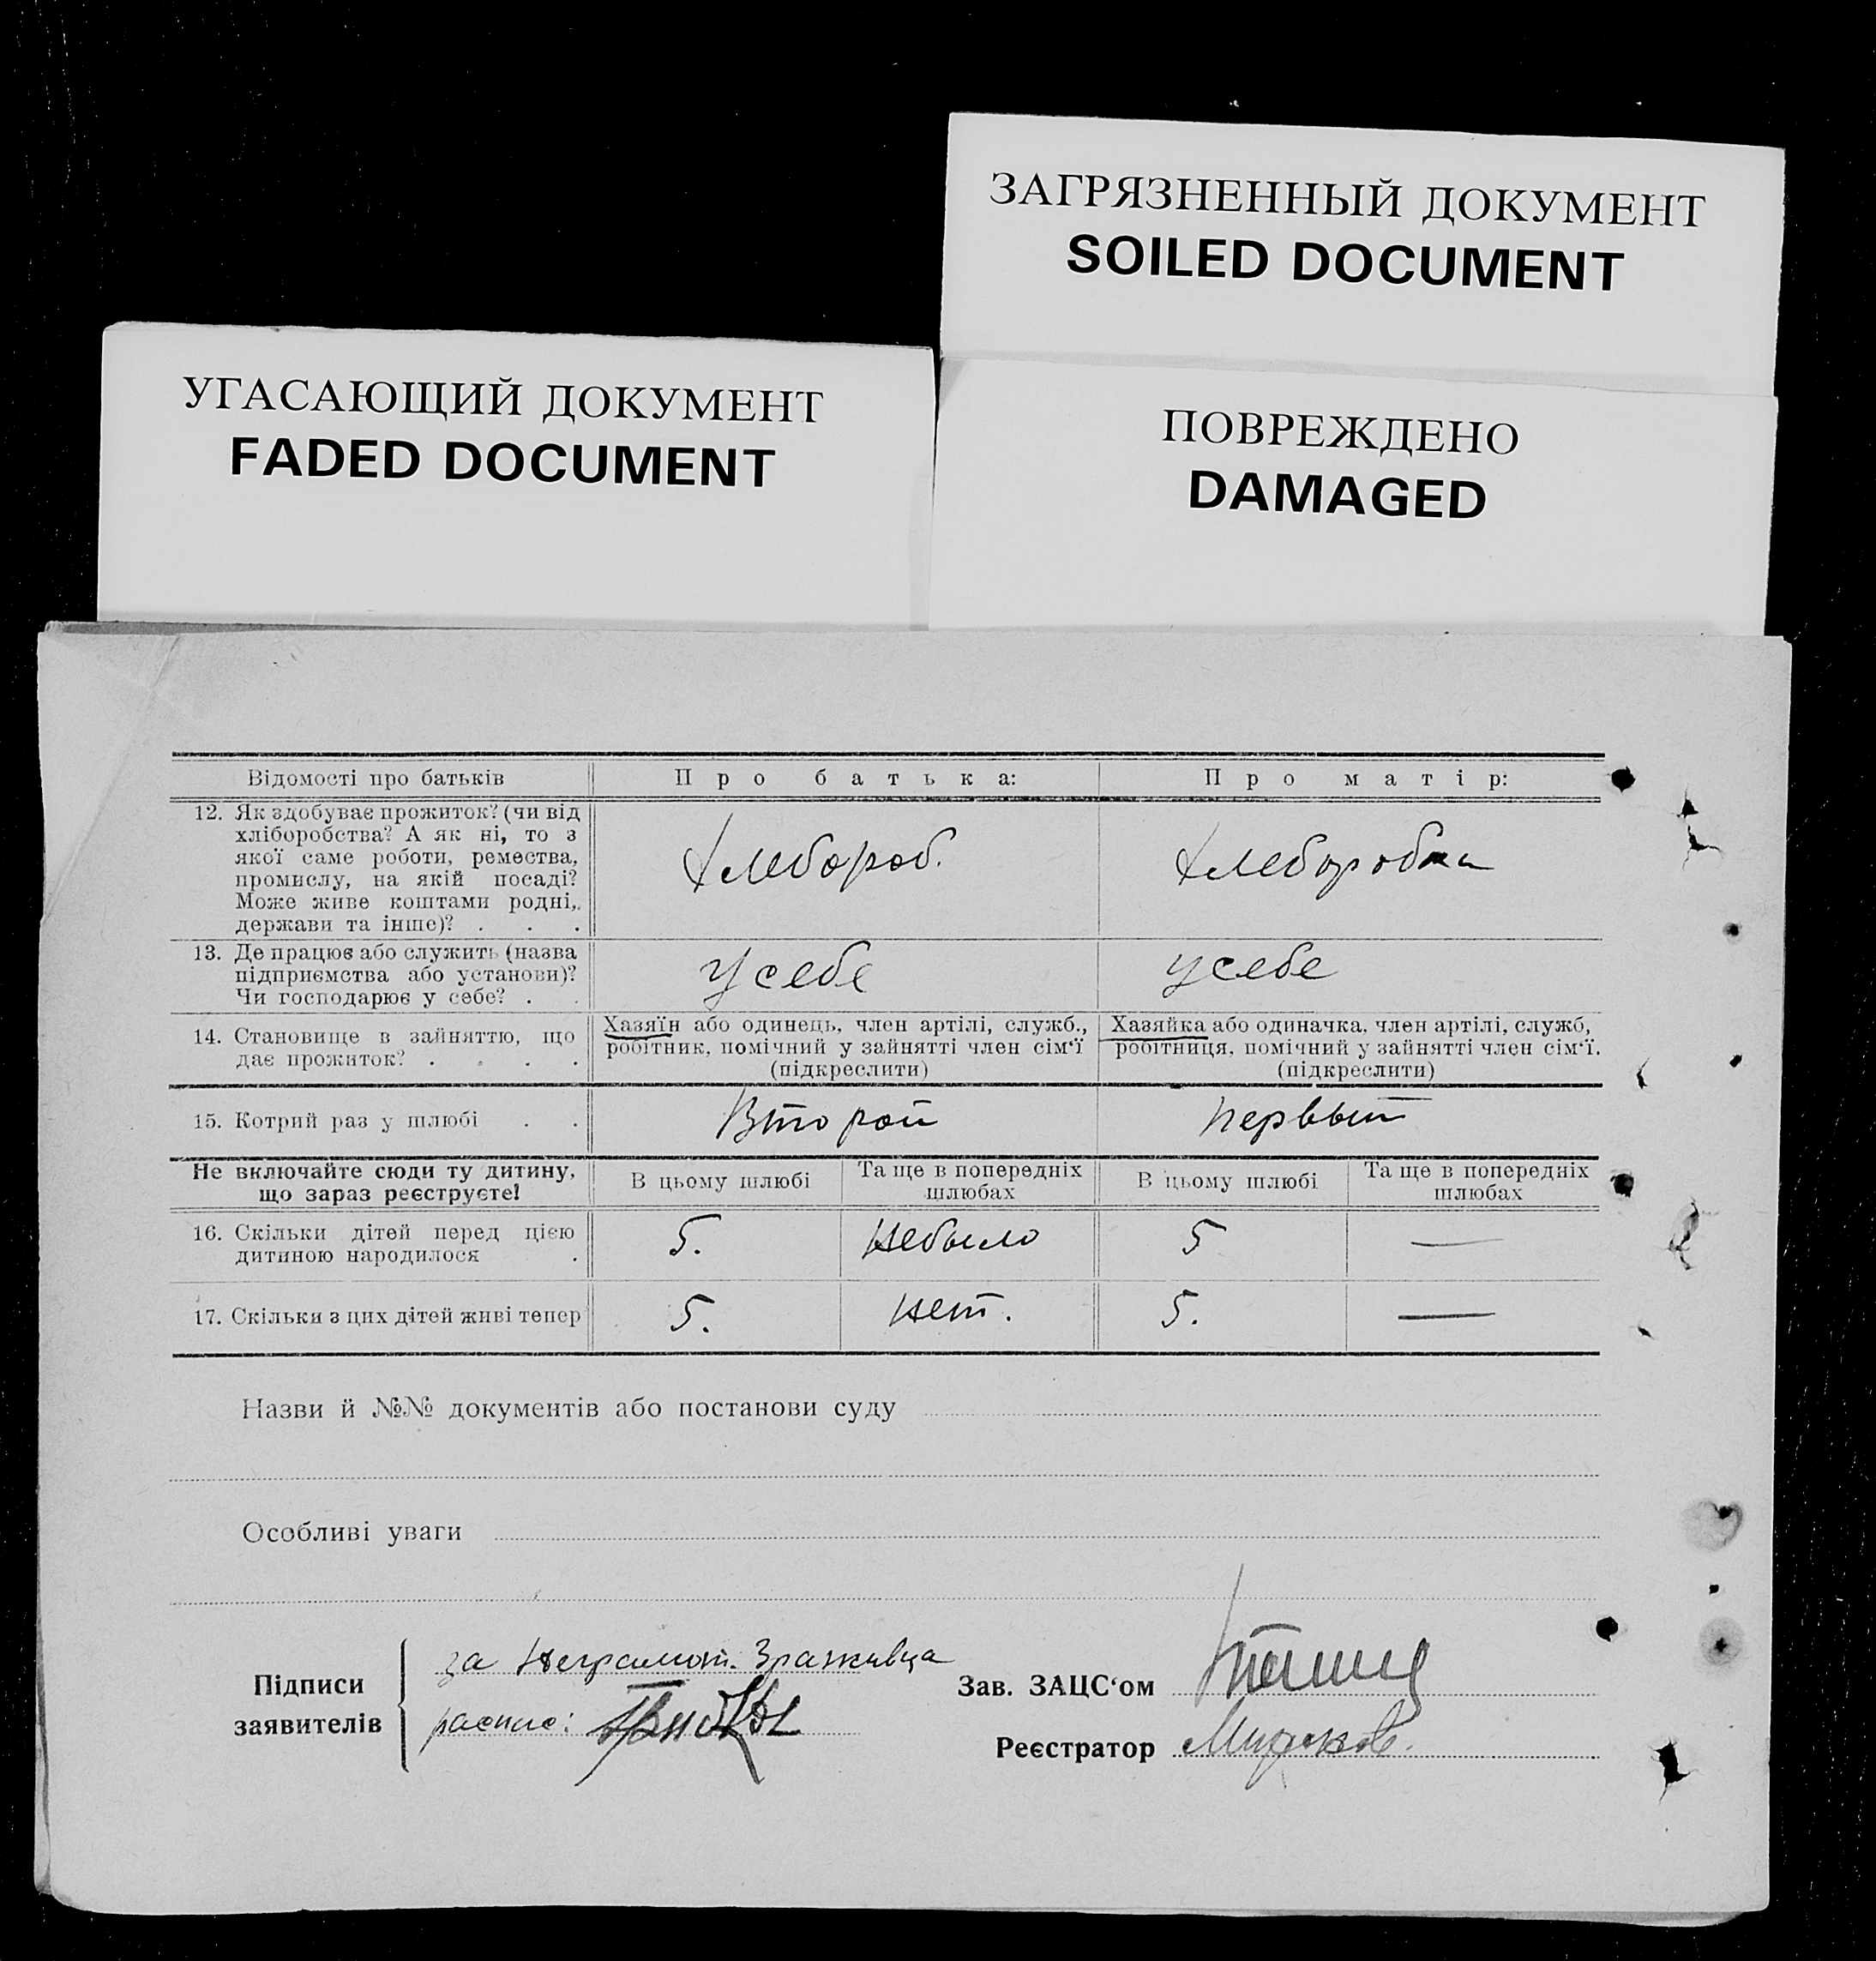 ЗАГРЯЗНЕННЫЙ ДОКУМЕНТ
SOILED DOCUMENT
УГАСАЮЩИЙ ДОКУМЕНТ
FADED DOCUMENT
ПОВРЕЖДЕНО
DAMAGED
Відомості про батьків Про батька: Про матір:
12. Як здобуває прожиток? (чи від
хліборобства? А як ні, то з
якої саме роботи, ремества,
промислу, на якій посаді?
Може живе коштами родні,
держави та інше)? . . .
Хлебороб. Хлеборобка
13. Де працює або служить (назва
підприємства або установи)?
Чи господарює у себе? . .
У себе у себе
14. Становище в зайняттю, що
дає прожиток? . . . .
Хазяїн або одинець, член артілі, служб.,
робітник, помічний у зайнятті член сім'ї
(підкреслити)
Хазяйка або одиначка, член артілі, служб,
робітниця, помічний у зайнятті член сім'ї.
(підкреслити)
15. Котрий раз у шлюбі . . Второй первый
Не включайте сюди ту дитину,
що зараз реєструєте!
В цьому шлюбі Та ще в попередніх
шлюбах
В цьому шлюбі Та ще в попередніх
шлюбах
16. Скільки дітей перед цією
дитиною народилося .
5. небыло 5 —
17. Скільки з цих дітей живі тепер 5. нет. 5. —
Назви й №№ документів або постанови суду
Особливі уваги
Підписи
заявителів
за Неграмот.
распис:
Зав. ЗАЦС‘ом
Реєстратор